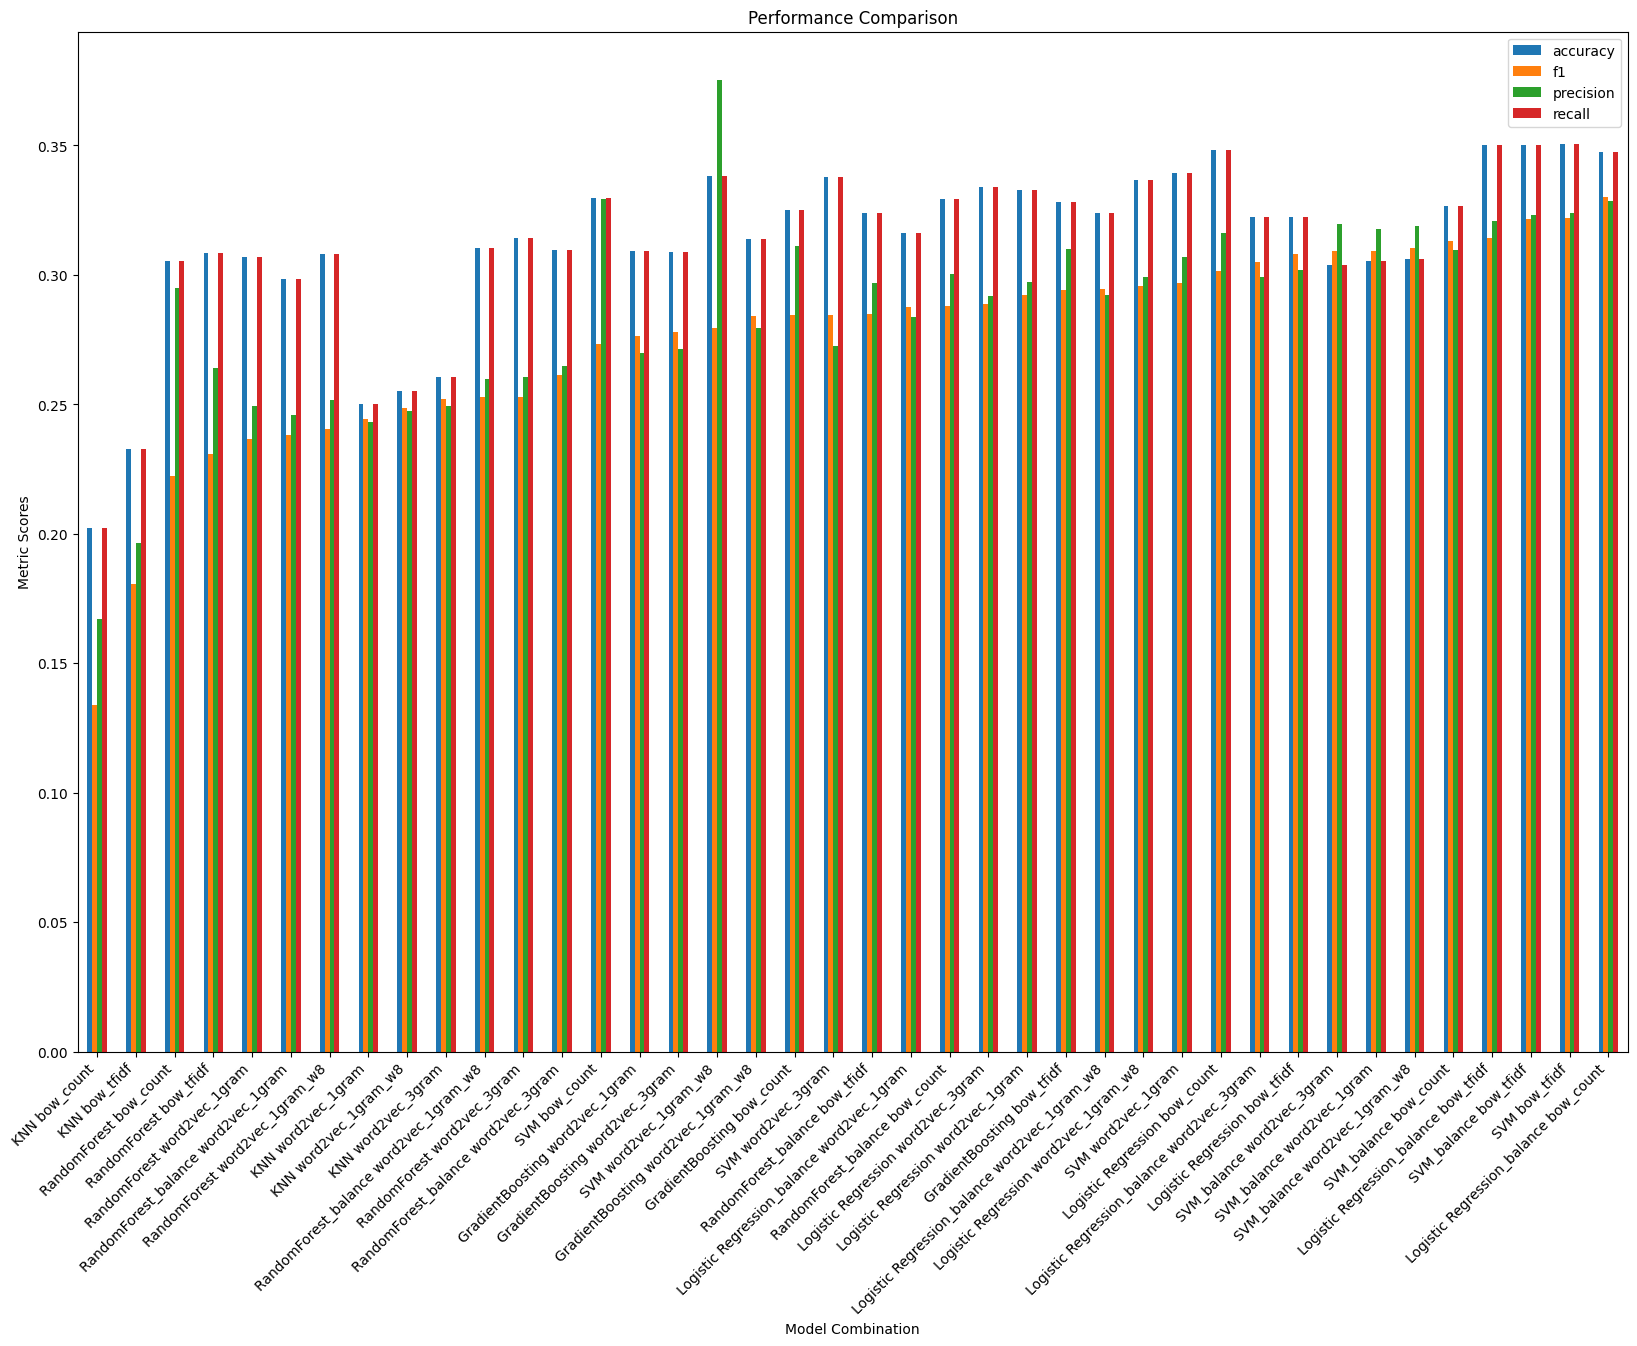 Performance Comparison
accuracy
f1
precision
recall
0.35
0.30
0.25
0.20
0.15
0.10
0.05
0.00
Metric Scores
KNN bow_count
KNN bow_tfidf
RandomForest bow_count
RandomForest bow_tfidf
RandomForest word2vec_1gram
RandomForest_balance word2vec_1gram
RandomForest word2vec_1gram_w8
KNN word2vec_1gram
KNN word2vec_1gram_w8
KNN word2vec_3gram
RandomForest_balance word2vec_1gram_w8
RandomForest word2vec_3gram
RandomForest_balance word2vec_3gram
SVM bow_count
GradientBoosting word2vec_1gram
GradientBoosting word2vec_3gram
SVM word2vec_1gram_w8
GradientBoosting word2vec_1gram_w8
GradientBoosting bow_count
SVM word2vec_3gram
RandomForest_balance bow_tfidf
Logistic Regression_balance word2vec_1gram
RandomForest_balance bow_count
Logistic Regression word2vec_3gram
Logistic Regression word2vec_1gram
GradientBoosting bow_tfidf
Logistic Regression_balance word2vec_1gram_w8
Logistic Regression word2vec_1gram_w8
SVM word2vec_1gram
Logistic Regression bow_count
Logistic Regression_balance word2vec_3gram
Logistic Regression bow_tfidf
SVM_balance word2vec_3gram
SVM_balance word2vec_1gram
SVM_balance word2vec_1gram_w8
SVM_balance bow_count
Logistic Regression_balance bow_tfidf
SVM_balance bow_tfidf
SVM bow_tfidf
Logistic Regression_balance bow_count
Model Combination